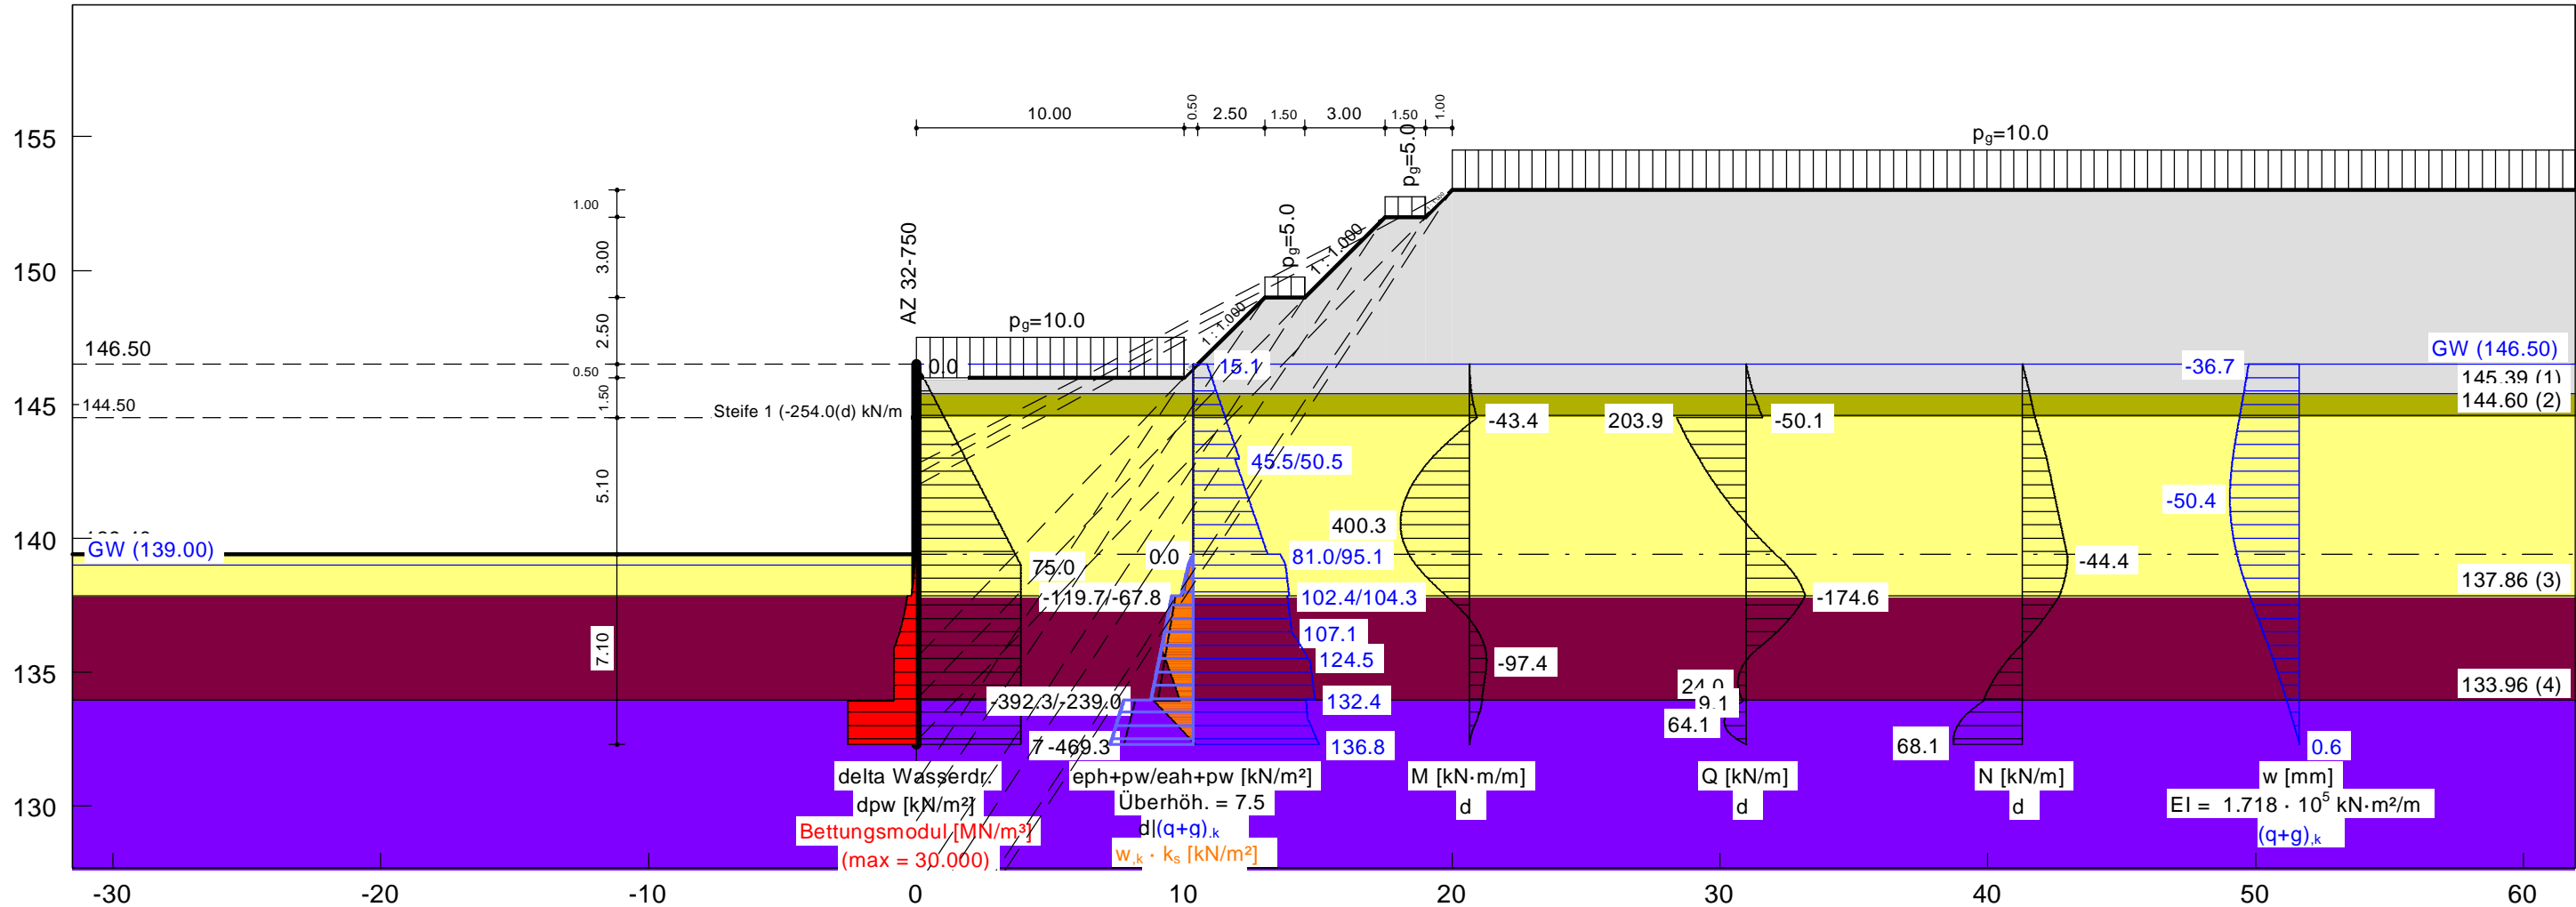 10.00
0.50
2.50
1.50
3.00
1.50
1.00
155
150
145
140
135
130
1.00
3.00
2.50
0.50
1.50
5.10
7.10
146.50
144.50
GW (139.00)
AZ 32-750
Steife 1 (-254.0(d) kN/m
pg=10.0
pg=5.0
pg=5.0
pg=10.0
1 : 1.000
1 : 1.000
GW (146.50)
145.39 (1)
144.60 (2)
137.86 (3)
133.96 (4)
0.0
75.0
15.1
45.5/50.5
0.0
81.0/95.1
-119.7/-67.8
102.4/104.3
107.1
124.5
-392.3/-239.0
132.4
7 -469.3
136.8
-43.4
400.3
-97.4
203.9
-50.1
-174.6
24.0
9.1
64.1
-44.4
68.1
-36.7
-50.4
0.6
delta Wasserdr.
dpw [kN/m²]
Bettungsmodul [MN/m³]
(max = 30.000)
eph+pw/eah+pw [kN/m²]
Überhöh. = 7.5
d|(q+g),k
w,k · ks [kN/m²]
M [kN·m/m]
d
Q [kN/m]
d
N [kN/m]
d
w [mm]
EI = 1.718 · 10⁵ kN·m²/m
(q+g),k
-30
-20
-10
0
10
20
30
40
50
60